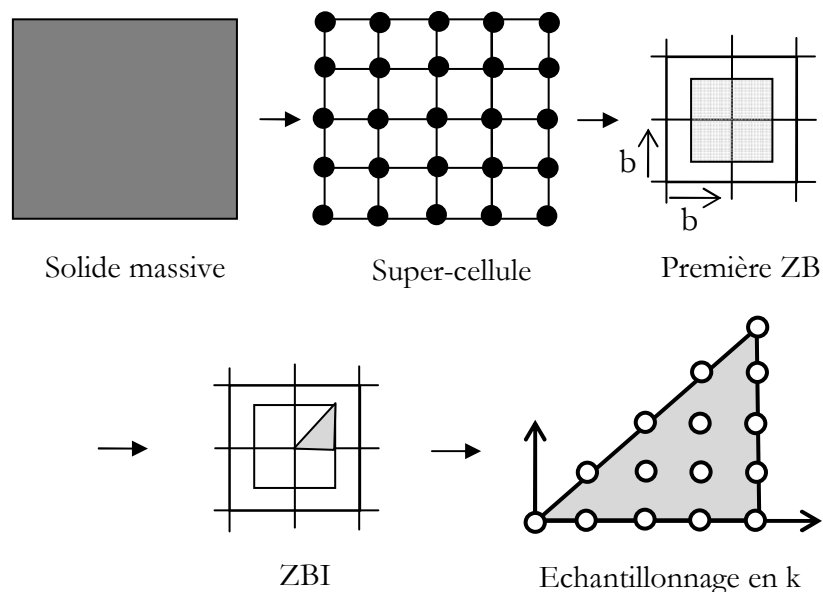 b
b
Solide massive
Super-cellule
Première ZB
ZBI
Echantillonnage en k